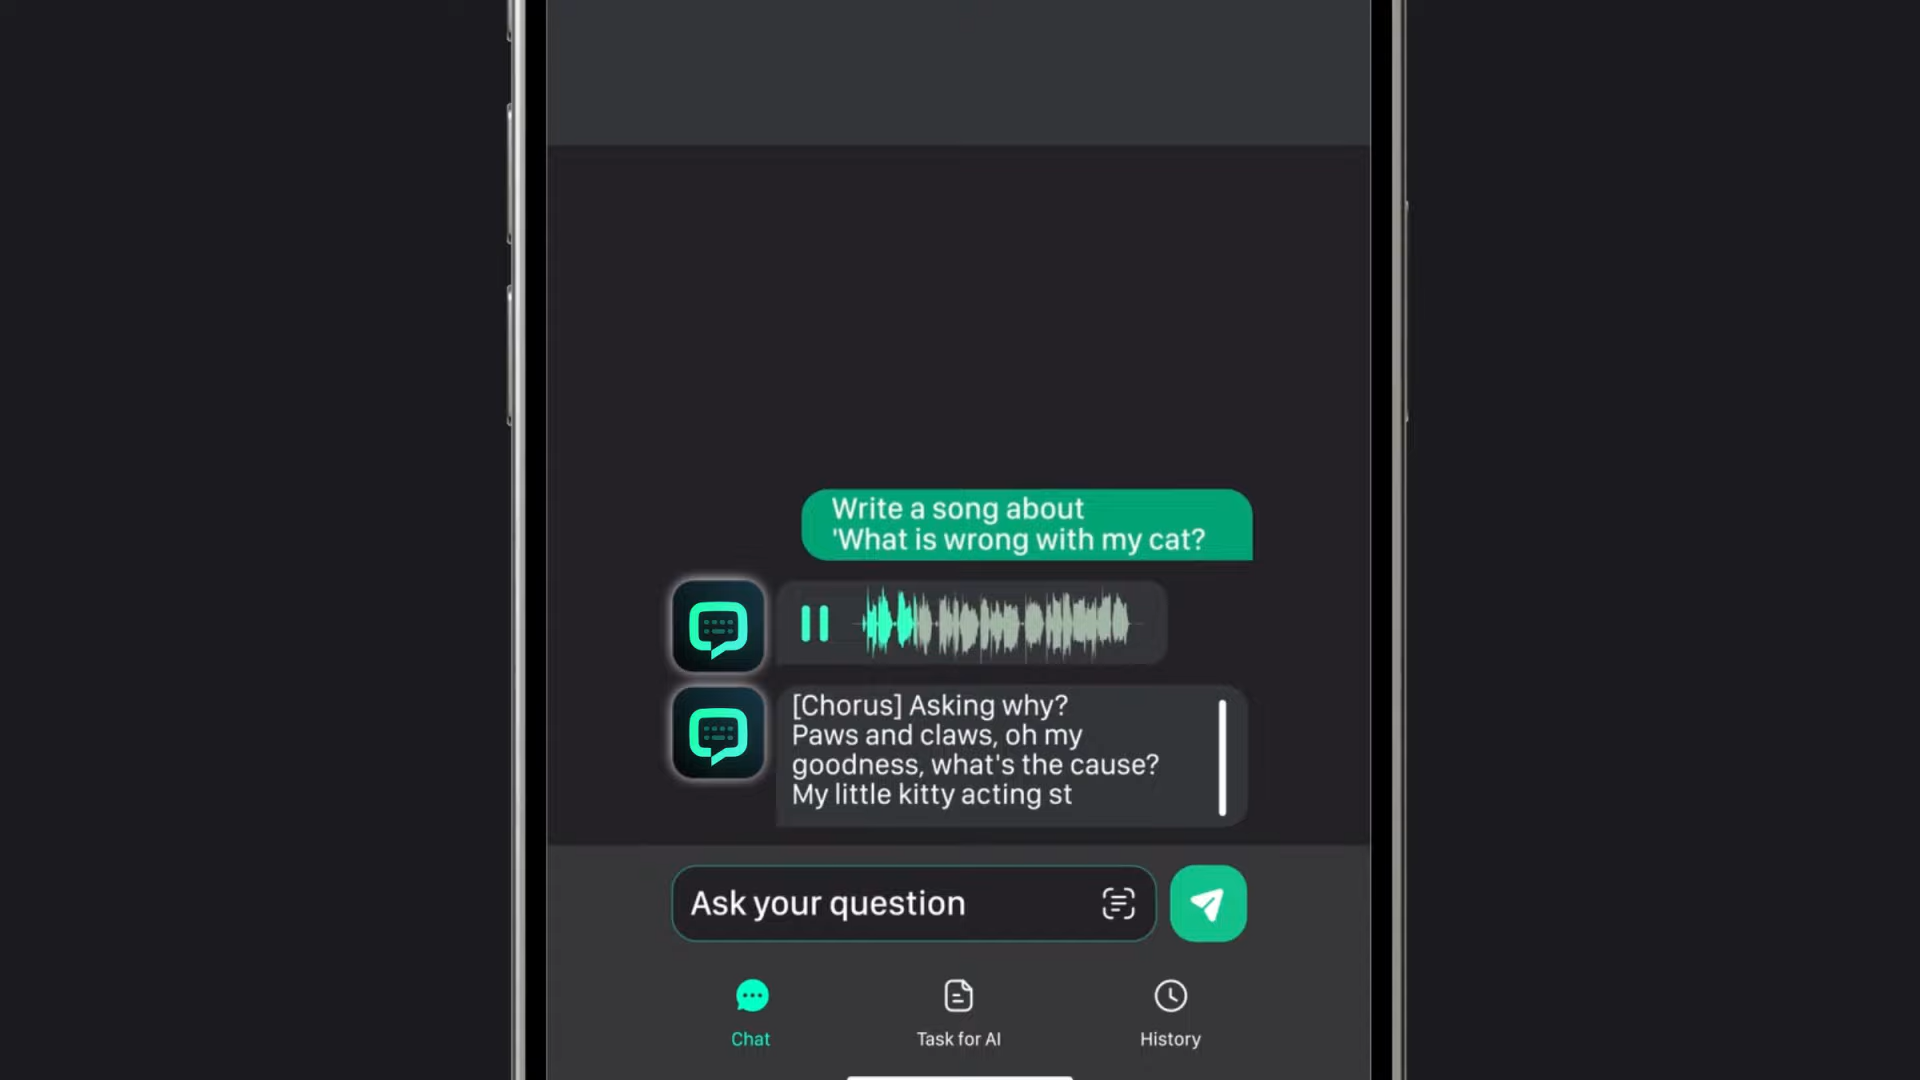 Write a song about
'What is wrong with my cat?
[Chorus] Asking why?
Paws and claws, oh my
goodness, what's the cause?
My little kitty acting st
Ask your question
Chat
Task for AI
History